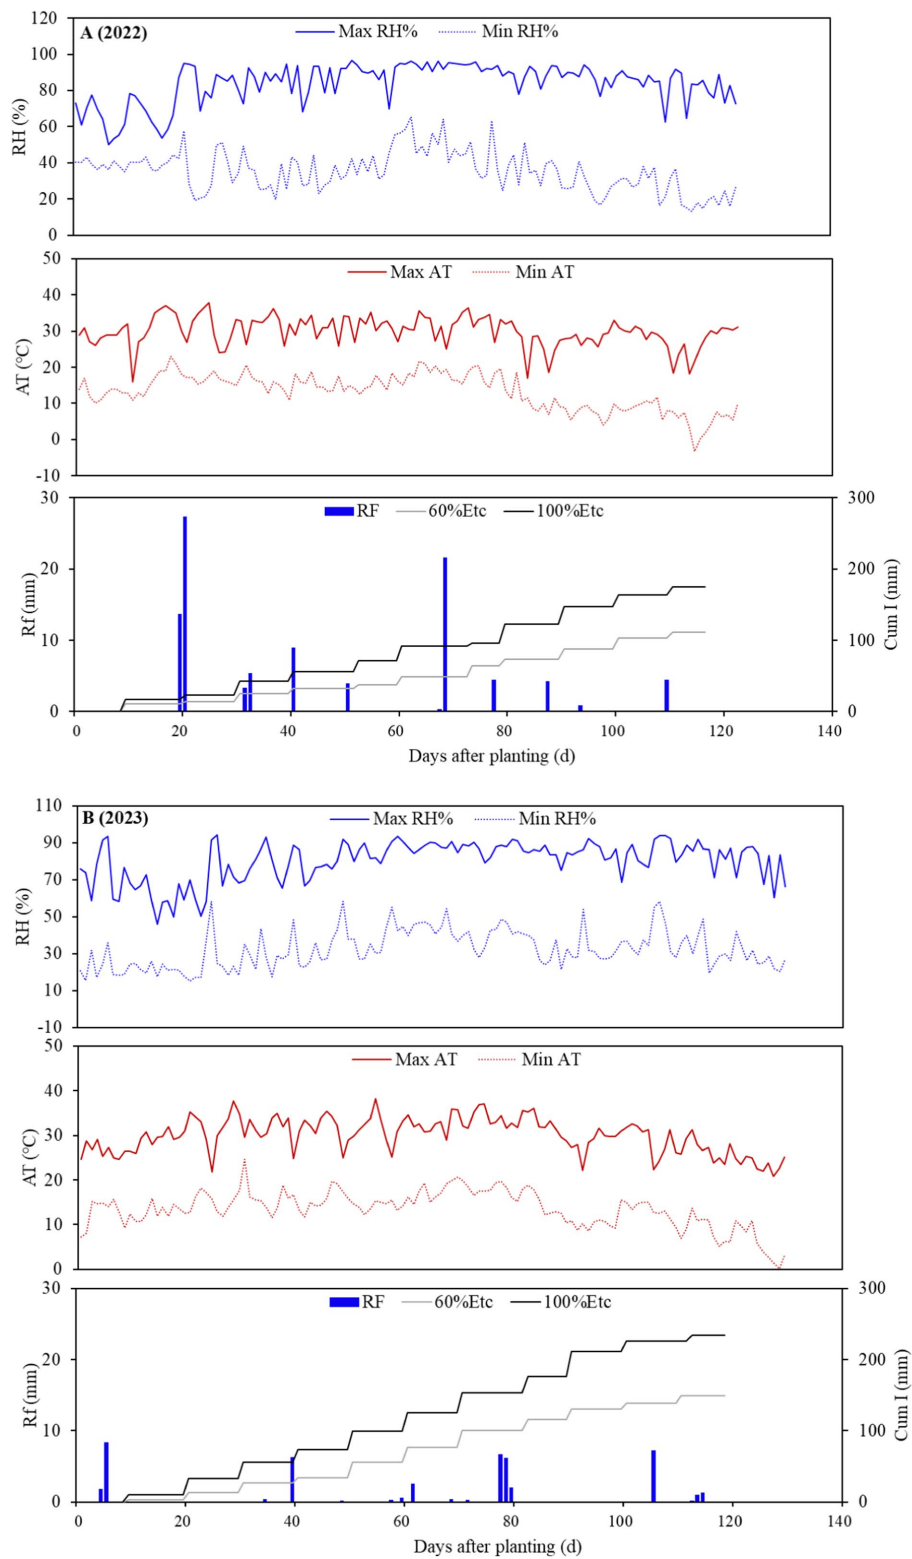 A (2022)
Max RH%
Min RH%
RH (%)
120
100
80
60
40
20
0
Max AT
Min AT
AT (°C)
50
40
30
20
10
0
-10
RF
60%Etc
100%Etc
Rf (mm)
30
20
10
0
Cum I (mm)
300
200
100
0
0 20 40 60 80 100 120 140
Days after planting (d)
B (2023)
Max RH%
Min RH%
RH (%)
110
90
70
50
30
10
-10
Max AT
Min AT
AT (°C)
50
40
30
20
10
0
RF
60%Etc
100%Etc
Rf (mm)
30
20
10
0
Cum I (mm)
300
200
100
0
0 20 40 60 80 100 120 140
Days after planting (d)